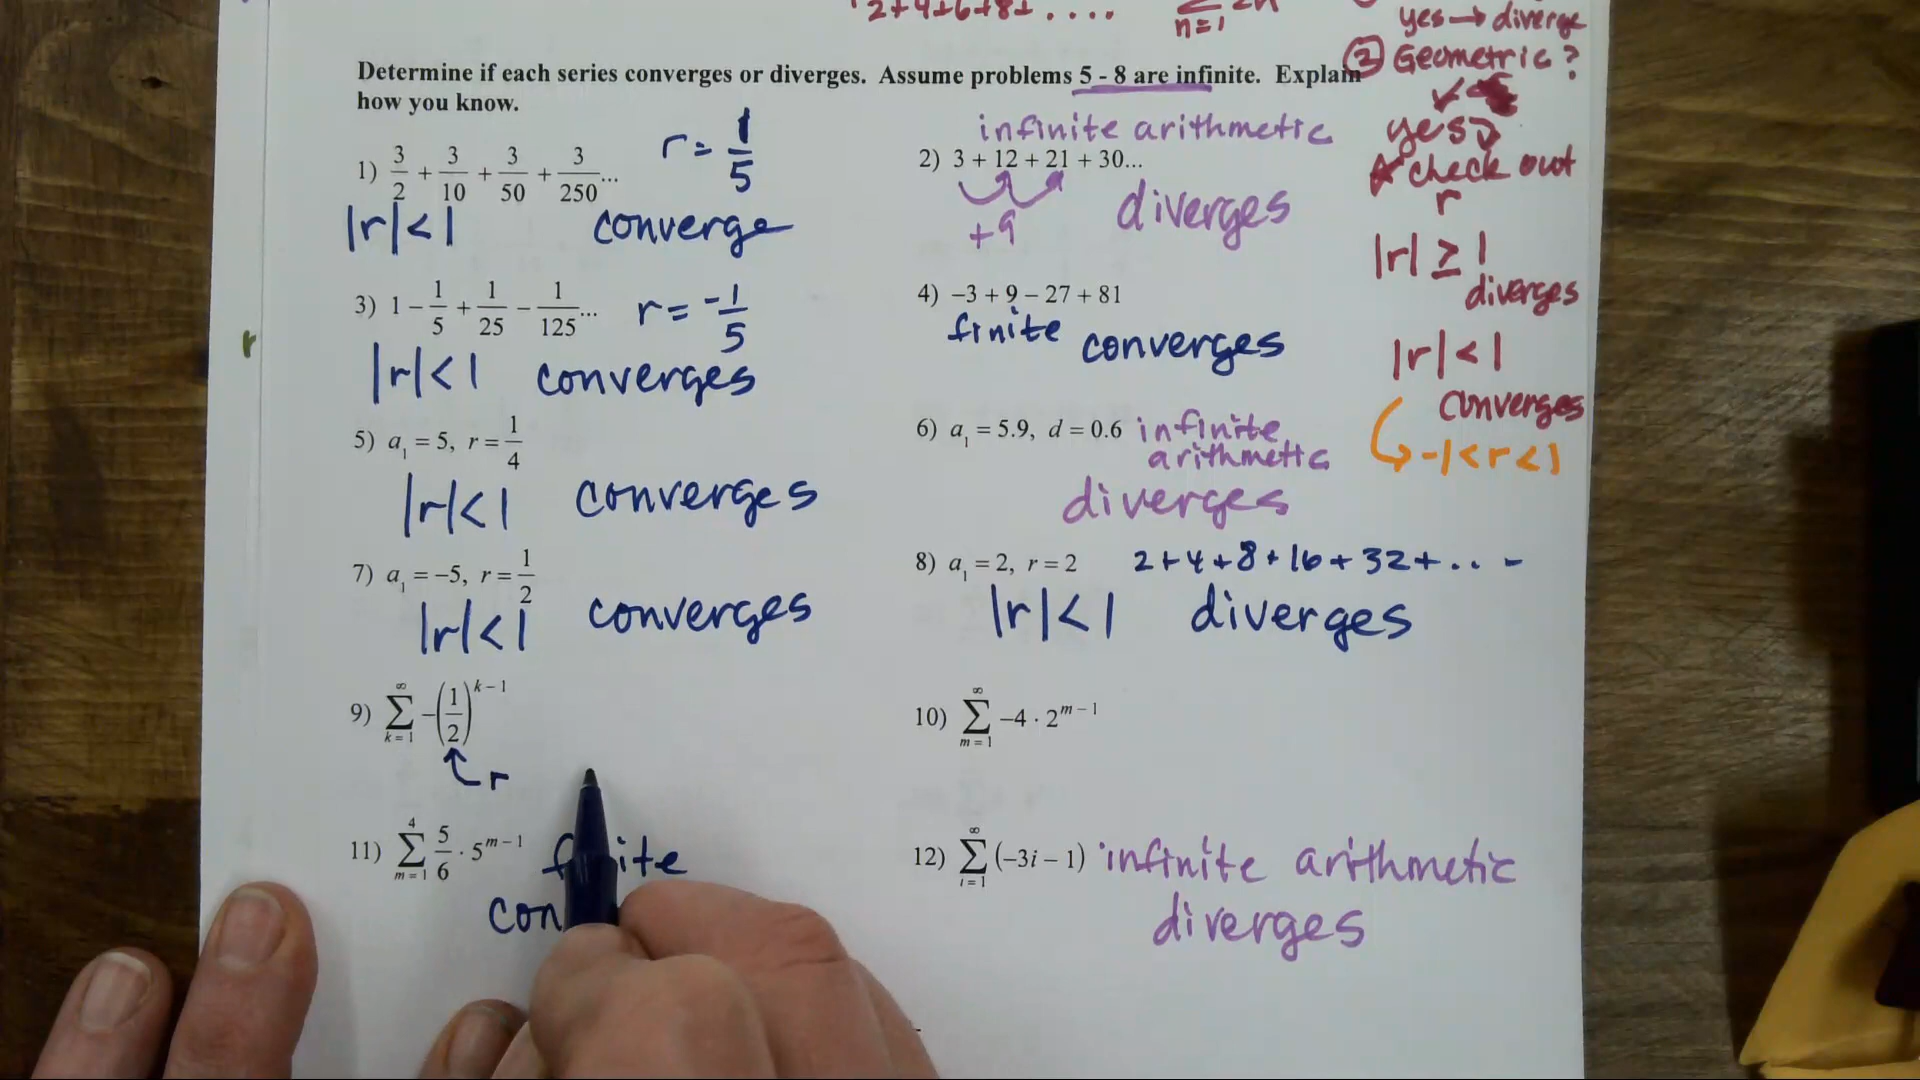 2+4+6+8+ .... Σ 2n
n=1
yes → diverge
② Geometric?
Determine if each series converges or diverges. Assume problems 5 - 8 are infinite. Explain
how you know.
yes
check out
r
|r| ≥ 1
diverges
|r| < 1
converges
-1<r<1
1) 3/2 + 3/10 + 3/50 + 3/250 ... r = 1/5
|r|<1 converge
infinite arithmetic
2) 3 + 12 + 21 + 30...
+9 diverges
3) 1 − 1/5 + 1/25 − 1/125 ... r = -1/5
|r|<1 converges
4) −3 + 9 − 27 + 81
finite converges
r
5) a₁ = 5, r = 1/4
|r|<1 converges
6) a₁ = 5.9, d = 0.6 infinite
arithmetic
diverges
7) a₁ = −5, r = 1/2
|r|<1 converges
8) a₁ = 2, r = 2 2+4+8+16+32+...-
|r|<1 diverges
9) ∞ Σ k = 1 −(1/2)^(k − 1)
r
10) ∞ Σ m = 1 −4 · 2^(m − 1)
11) 4 Σ m = 1 5/6 · 5^(m − 1)
12) ∞ Σ i = 1 (−3i − 1) infinite arithmetic
diverges